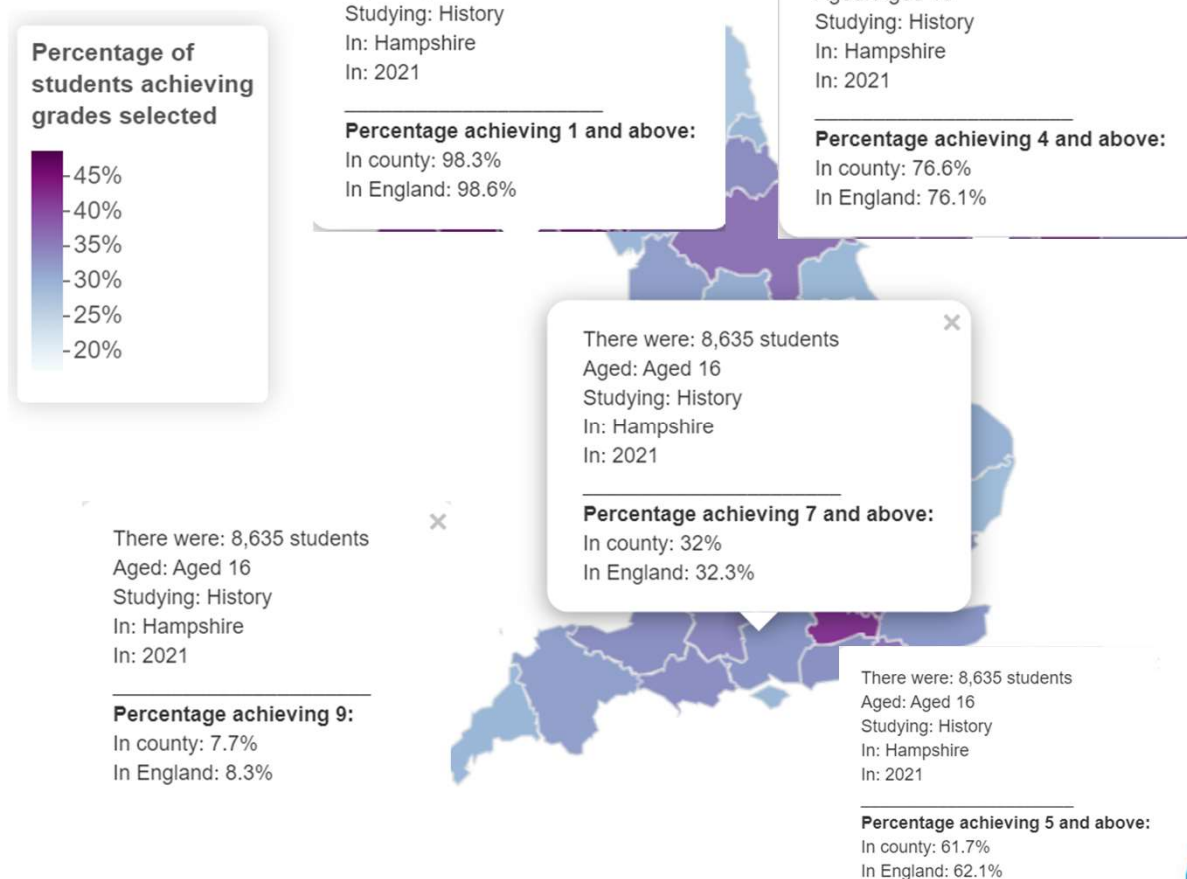 Percentage of
students achieving
grades selected
45%
40%
35%
30%
25%
20%
Studying: History
In: Hampshire
In: 2021
Percentage achieving 1 and above:
In county: 98.3%
In England: 98.6%
Studying: History
In: Hampshire
In: 2021
Percentage achieving 4 and above:
In county: 76.6%
In England: 76.1%
There were: 8,635 students
Aged: Aged 16
Studying: History
In: Hampshire
In: 2021
Percentage achieving 7 and above:
In county: 32%
In England: 32.3%
There were: 8,635 students
Aged: Aged 16
Studying: History
In: Hampshire
In: 2021
Percentage achieving 9:
In county: 7.7%
In England: 8.3%
There were: 8,635 students
Aged: Aged 16
Studying: History
In: Hampshire
In: 2021
Percentage achieving 5 and above:
In county: 61.7%
In England: 62.1%